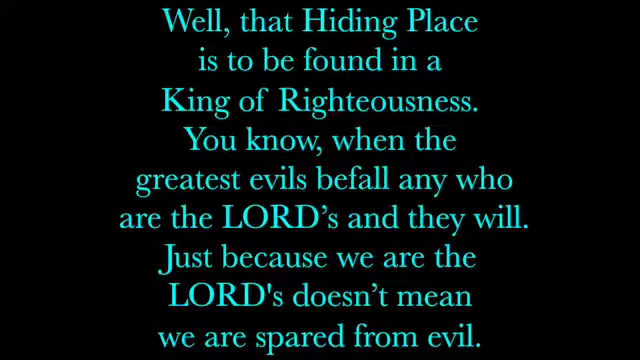 Well, that Hiding Place
is to be found in a
King of Righteousness.
You know, when the
greatest evils befall any who
are the LORD’s and they will.
Just because we are the
LORD's doesn’t mean
we are spared from evil.